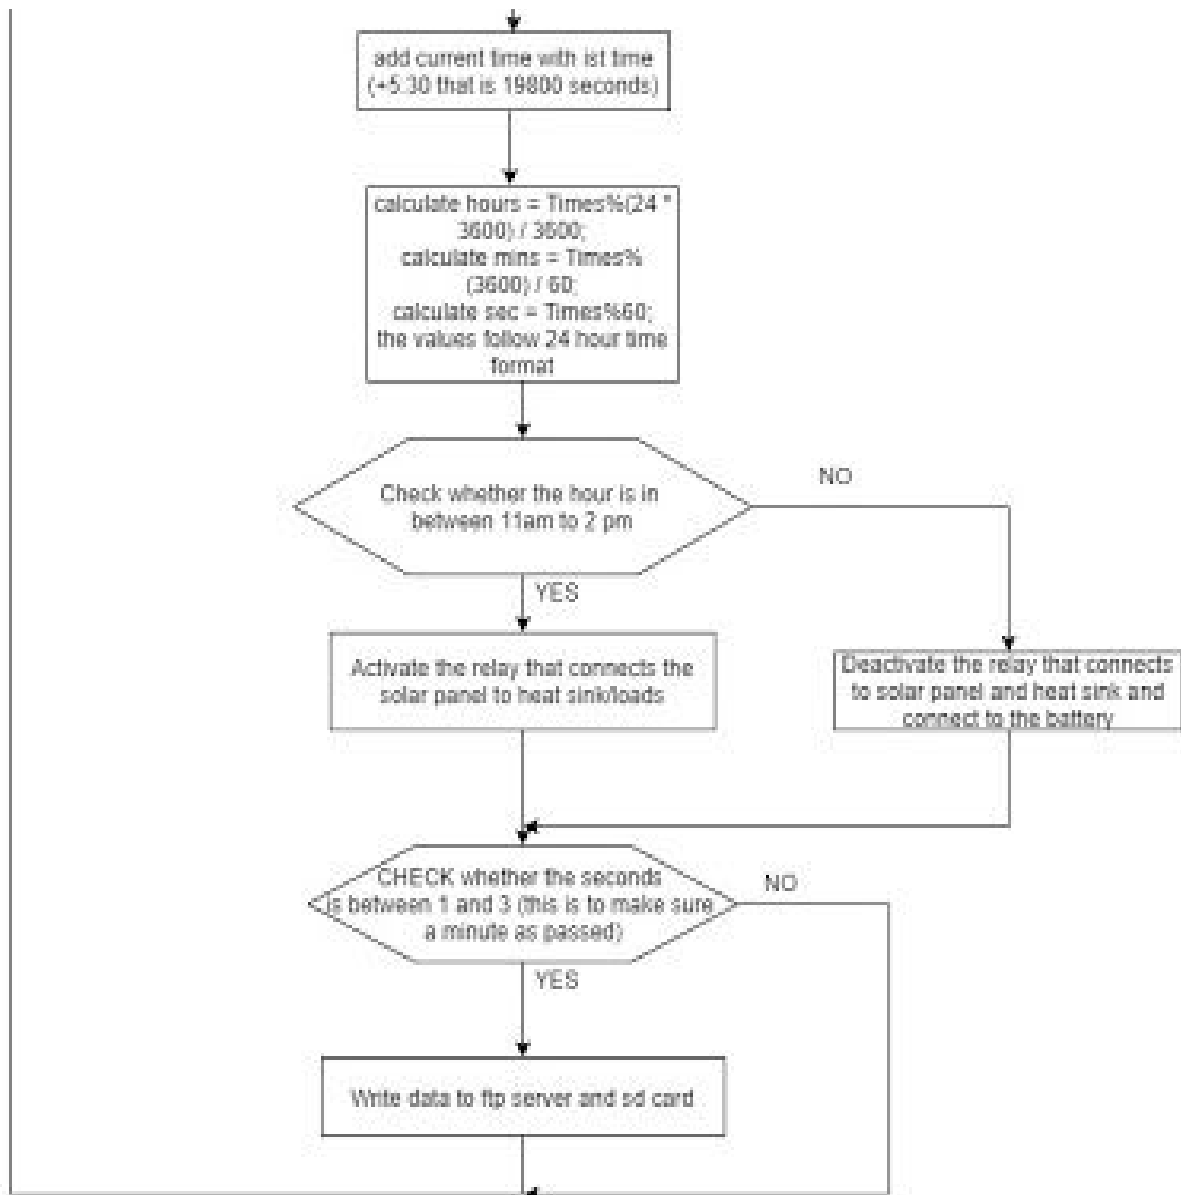 add current time with ist time
(+5:30 that is 19800 seconds)
calculate hours = Times%(24 *
3600) / 3600;
calculate mins = Times%
(3600) / 60;
calculate sec = Times%60;
the values follow 24 hour time
format
Check whether the hour is in
between 11am to 2 pm
NO
YES
Activate the relay that connects the
solar panel to heat sink/loads
Deactivate the relay that connects
to solar panel and heat sink and
connect to the battery
CHECK whether the seconds
is between 1 and 3 (this is to make sure
a minute as passed)
NO
YES
Write data to ftp server and sd card